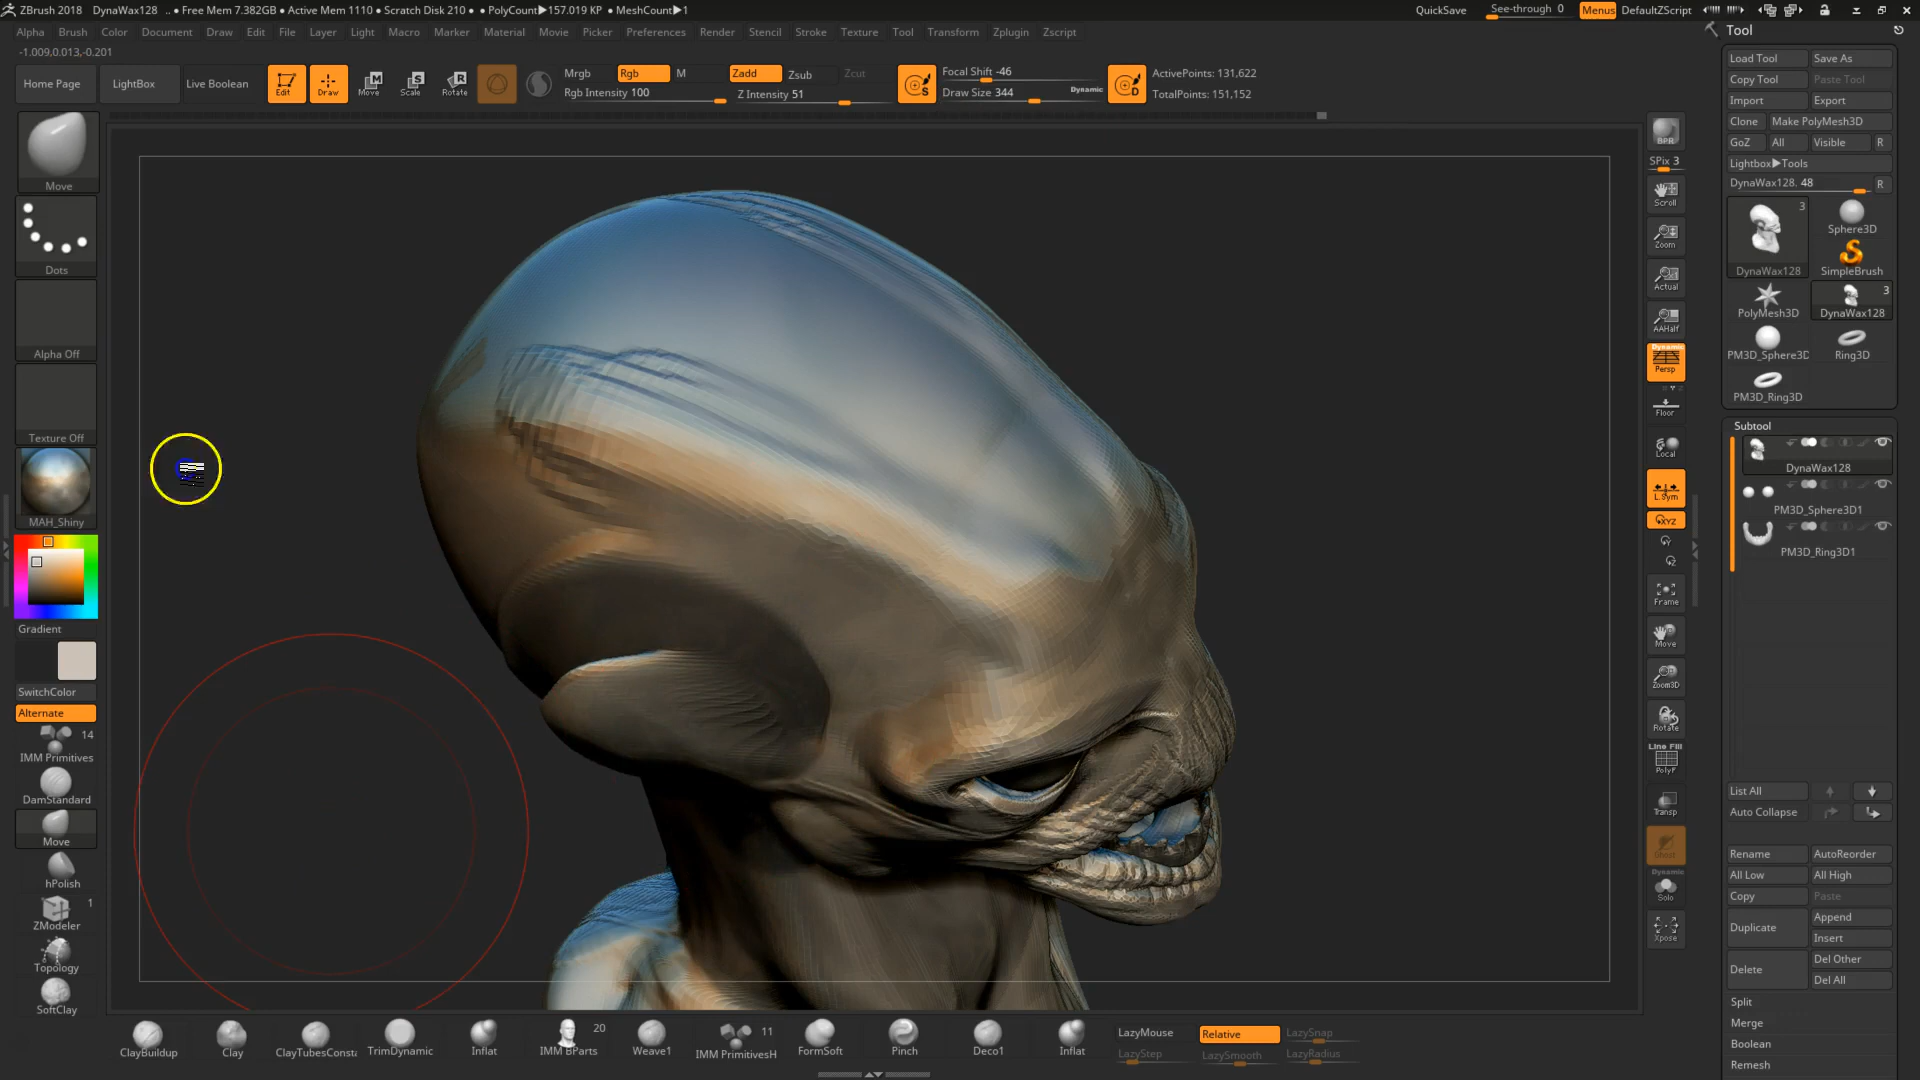 ZBrush 2018 DynaWax128 .. • Free Mem 7.382GB • Active Mem 1110 • Scratch Disk 210 • • PolyCount▶157.019 KP • MeshCount▶1 QuickSave See-through 0 Menus DefaultZScript
Alpha Brush Color Document Draw Edit File Layer Light Macro Marker Material Movie Picker Preferences Render Stencil Stroke Texture Tool Transform Zplugin Zscript
-1.009,0.013,-0.201
Home Page LightBox Live Boolean Edit Draw Move Scale Rotate
Mrgb Rgb M Zadd Zsub Zcut Focal Shift -46 ActivePoints: 131,622
Rgb Intensity 100 Z Intensity 51 Draw Size 344 Dynamic TotalPoints: 151,152
Move
Dots
Alpha Off
Texture Off
MAH_Shiny
Gradient
SwitchColor
Alternate
14
IMM Primitives
DamStandard
Move
hPolish
1
ZModeler
Topology
SoftClay
ClayBuildup Clay ClayTubesConsta TrimDynamic Inflat 20 IMM BParts Weave1 11 IMM PrimitivesH FormSoft Pinch Deco1 Inflat
LazyMouse Relative LazySnap
LazyStep LazySmooth LazyRadius
BPR
SPix 3
Scroll
Zoom
Actual
AAHalf
Dynamic
Persp
Floor
Local
L.Sym
XYZ
Frame
Move
Zoom3D
Rotate
Line Fill
PolyF
Transp
Ghost
Dynamic
Solo
Xpose
Tool
Load Tool Save As
Copy Tool Paste Tool
Import Export
Clone Make PolyMesh3D
GoZ All Visible R
Lightbox▶Tools
DynaWax128. 48 R
3
DynaWax128 Sphere3D
SimpleBrush
3
PolyMesh3D DynaWax128
PM3D_Sphere3D Ring3D
PM3D_Ring3D
Subtool
DynaWax128
PM3D_Sphere3D1
PM3D_Ring3D1
List All
Auto Collapse
Rename AutoReorder
All Low All High
Copy Paste
Duplicate Append
Insert
Delete Del Other
Del All
Split
Merge
Boolean
Remesh